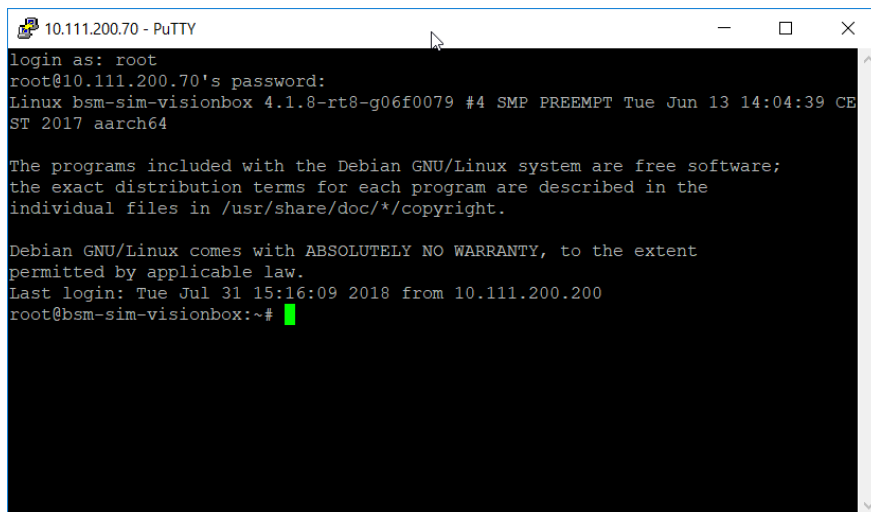 10.111.200.70 - PuTTY
login as: root
root@10.111.200.70's password:
Linux bsm-sim-visionbox 4.1.8-rt8-g06f0079 #4 SMP PREEMPT Tue Jun 13 14:04:39 CE
ST 2017 aarch64
The programs included with the Debian GNU/Linux system are free software;
the exact distribution terms for each program are described in the
individual files in /usr/share/doc/*/copyright.
Debian GNU/Linux comes with ABSOLUTELY NO WARRANTY, to the extent
permitted by applicable law.
Last login: Tue Jul 31 15:16:09 2018 from 10.111.200.200
root@bsm-sim-visionbox:~#